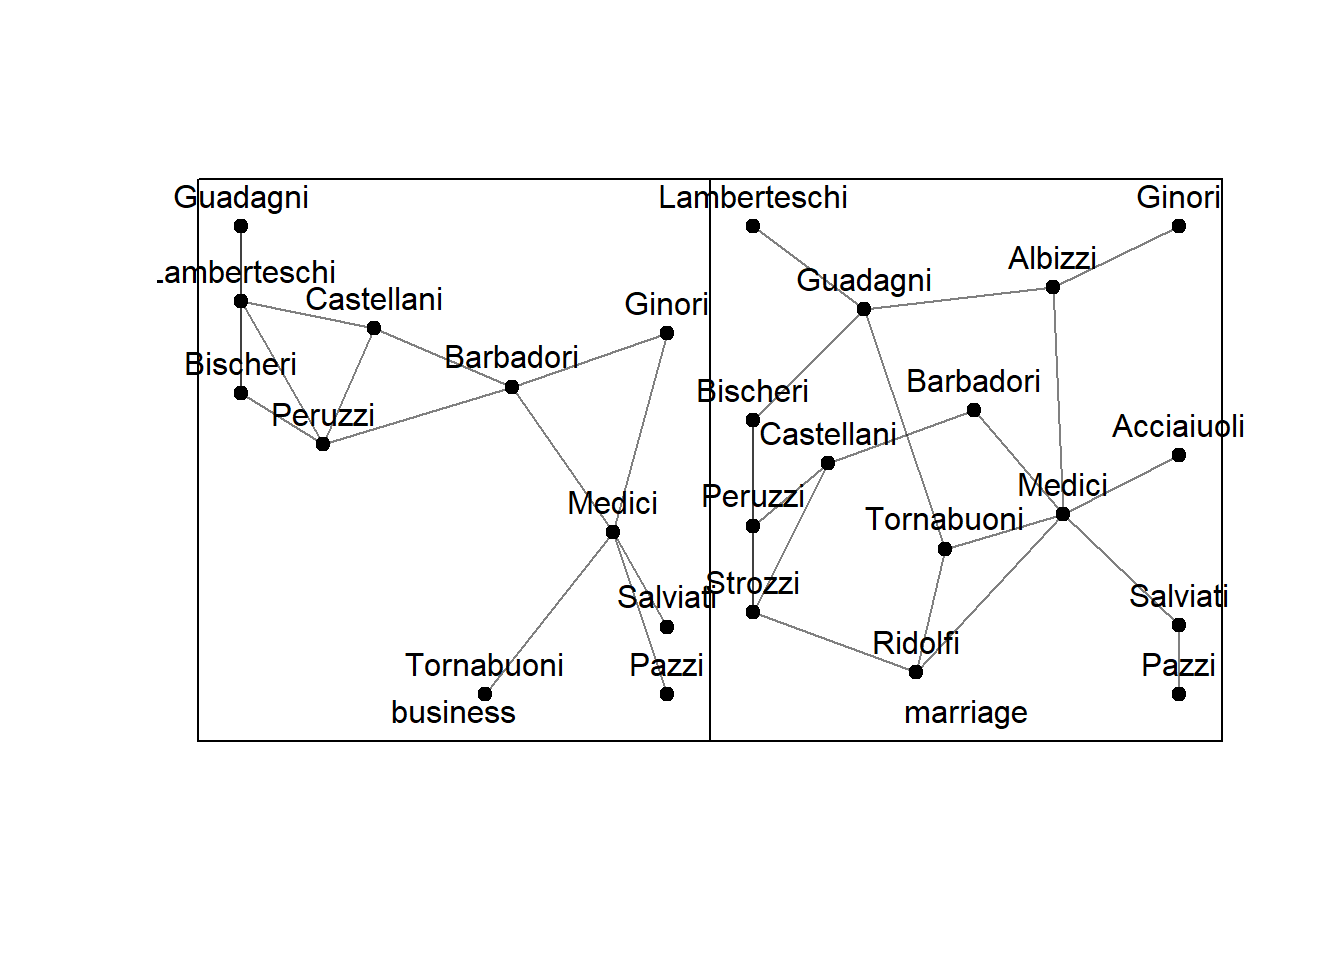 Guadagni
Lamberteschi
Castellani
Ginori
Bischeri
Barbadori
Peruzzi
Medici
Salviati
Tornabuoni
Pazzi
business
Lamberteschi
Ginori
Albizzi
Guadagni
Barbadori
Bischeri
Acciaiuoli
Castellani
Medici
Peruzzi
Tornabuoni
Strozzi
Salviati
Ridolfi
Pazzi
marriage